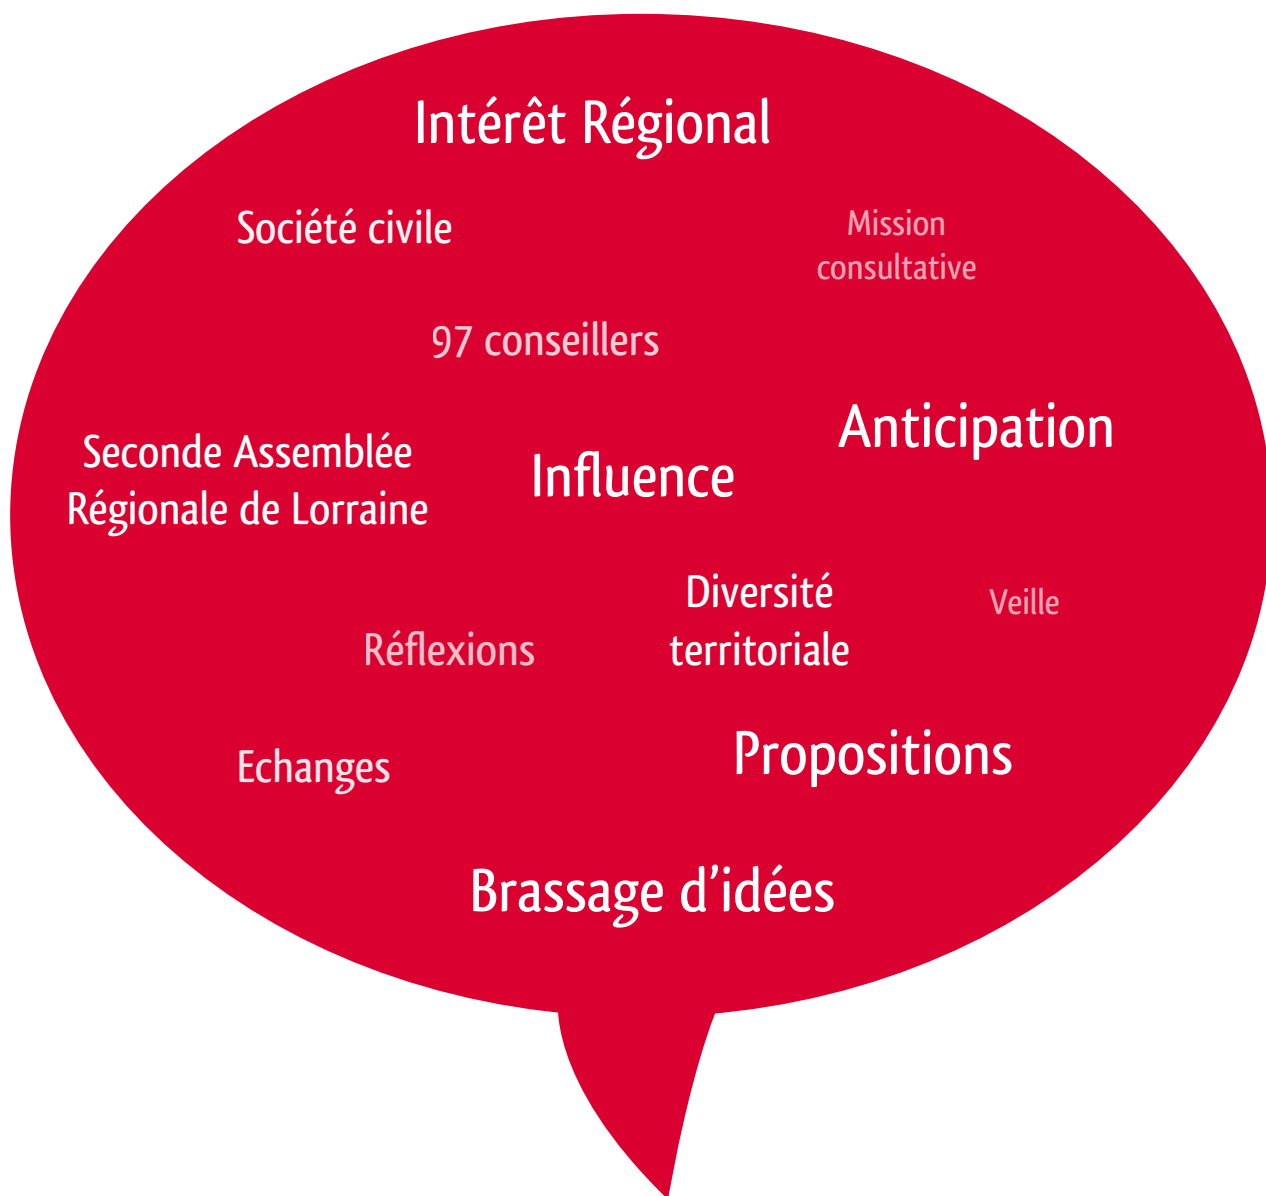 Intérêt Régional
Société civile
Mission
consultative
97 conseillers
Anticipation
Seconde Assemblée
Régionale de Lorraine
Influence
Diversité
territoriale
Veille
Réflexions
Echanges
Propositions
Brassage d’idées